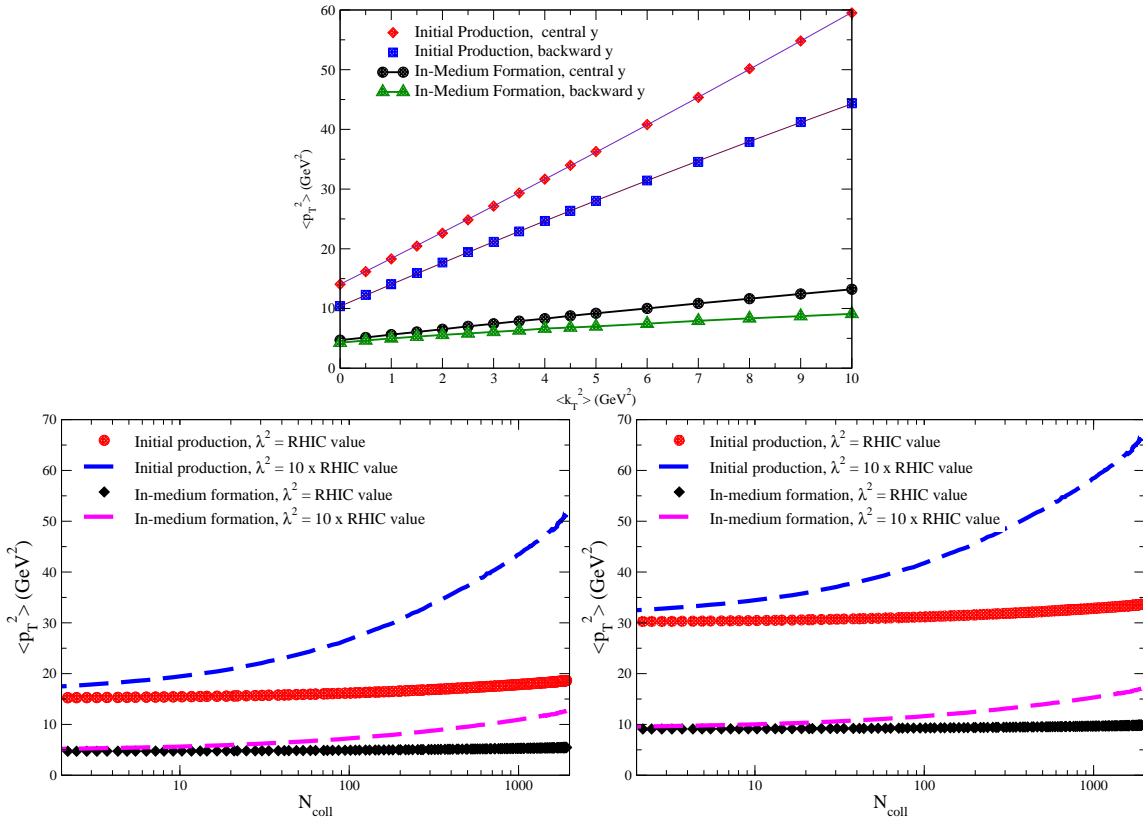 60
50
40
30
20
10
0
<p_T^2> (GeV^2)
Initial Production, central y
Initial Production, backward y
In-Medium Formation, central y
In-Medium Formation, backward y
0 1 2 3 4 5 6 7 8 9 10
<k_T^2> (GeV^2)
70
60
50
40
30
20
10
0
<p_T^2> (GeV^2)
Initial production, λ^2 = RHIC value
Initial production, λ^2 = 10 x RHIC value
In-medium formation, λ^2 = RHIC value
In-medium formation, λ^2 = 10 x RHIC value
10 100 1000
N_coll
70
60
50
40
30
20
10
0
<p_T^2> (GeV^2)
Initial production, λ^2 = RHIC value
Initial production, λ^2 = 10 x RHIC value
In-medium formation, λ^2 = RHIC value
In-medium formation, λ^2 = 10 x RHIC value
10 100 1000
N_coll